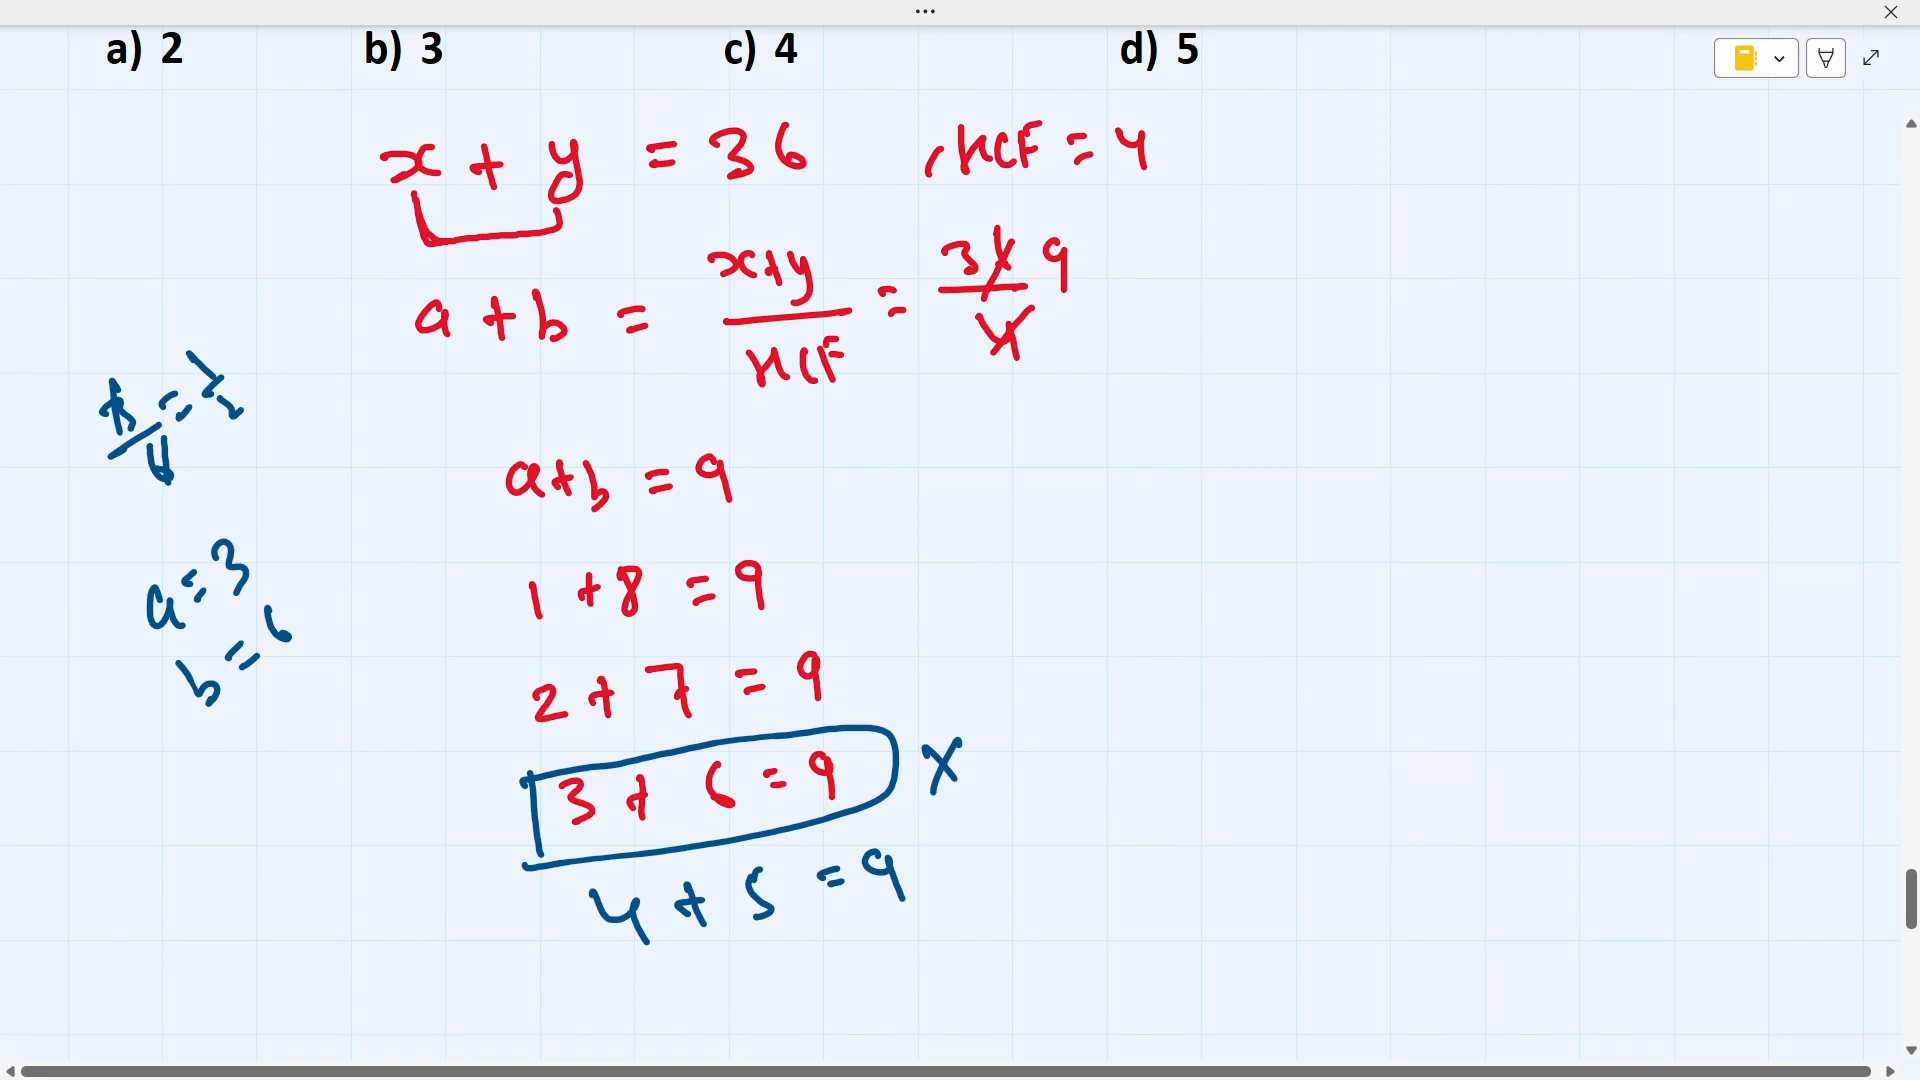 a) 2 b) 3 c) 4 d) 5
x + y = 36 , HCF = 4
a + b = x+y / HCF = 36 / 4 9
a+b = 9
1 + 8 = 9
2 + 7 = 9
a = 3
b = 6
3 + 6 = 9 X
4 + 5 = 9